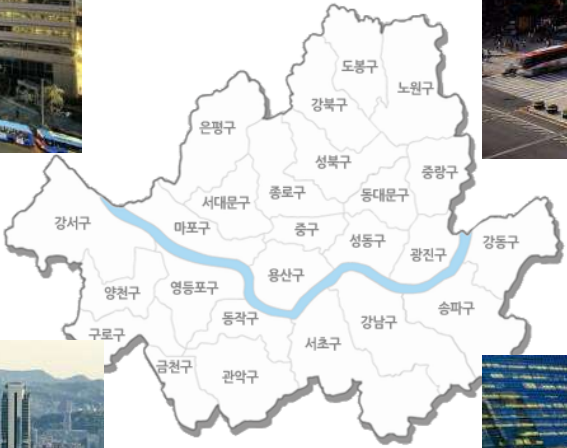 도봉구
노원구
강북구
은평구
성북구
중랑구
서대문구
종로구
동대문구
강서구
마포구
중구
성동구
광진구
강동구
양천구
영등포구
용산구
송파구
동작구
강남구
구로구
서초구
금천구
관악구